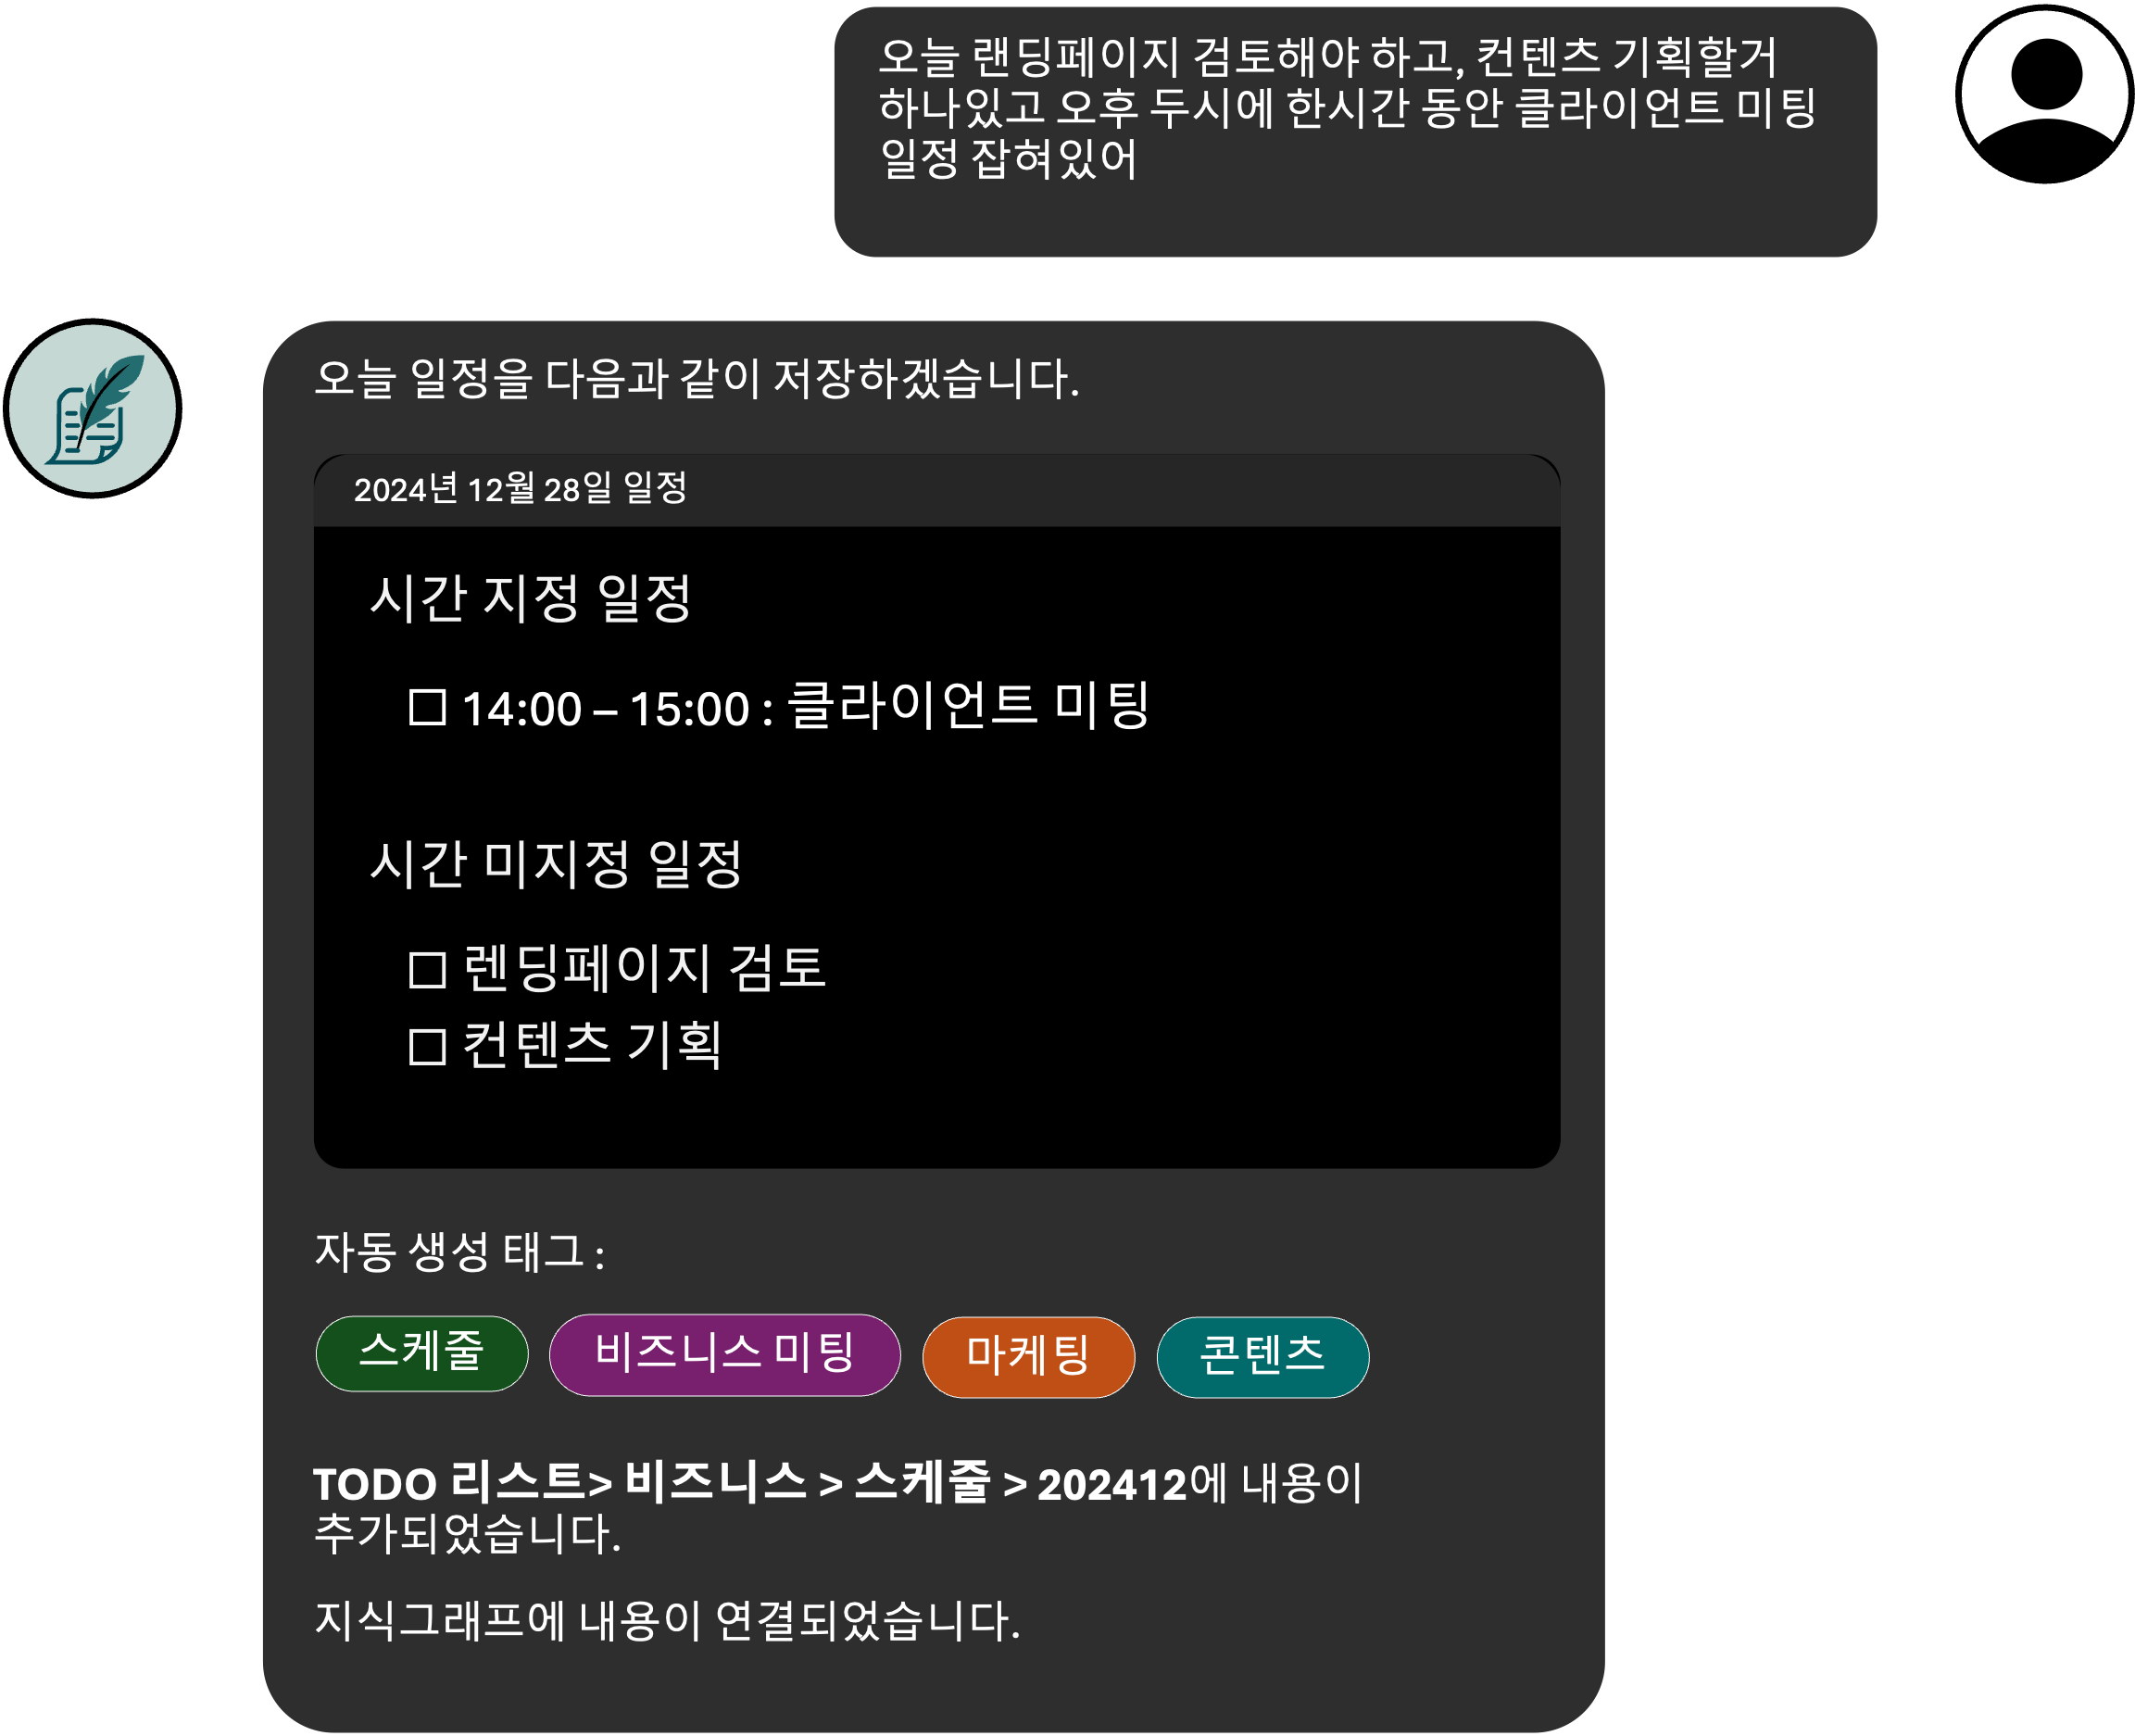 오늘 랜딩페이지 검토해야 하고, 컨텐츠 기획할거
하나있고 오후 두시에 한시간 동안 클라이언트 미팅
일정 잡혀있어
오늘 일정을 다음과 같이 저장하겠습니다.
2024년 12월 28일 일정
시간 지정 일정
☐ 14:00 – 15:00 : 클라이언트 미팅
시간 미지정 일정
☐ 랜딩페이지 검토
☐ 컨텐츠 기획
자동 생성 태그 :
스케줄 비즈니스미팅 마케팅 콘텐츠
TODO 리스트> 비즈니스 > 스케줄 > 202412에 내용이
추가되었습니다.
지식그래프에 내용이 연결되었습니다.